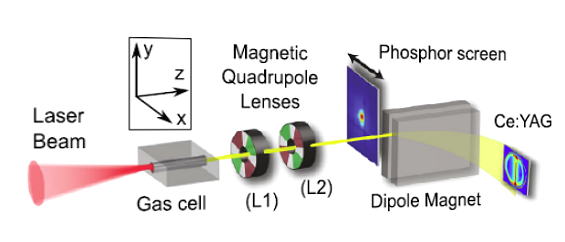 y
z
x
Magnetic
Quadrupole
Lenses
Phosphor screen
Laser
Beam
Ce:YAG
Gas cell
(L1)
(L2)
Dipole Magnet